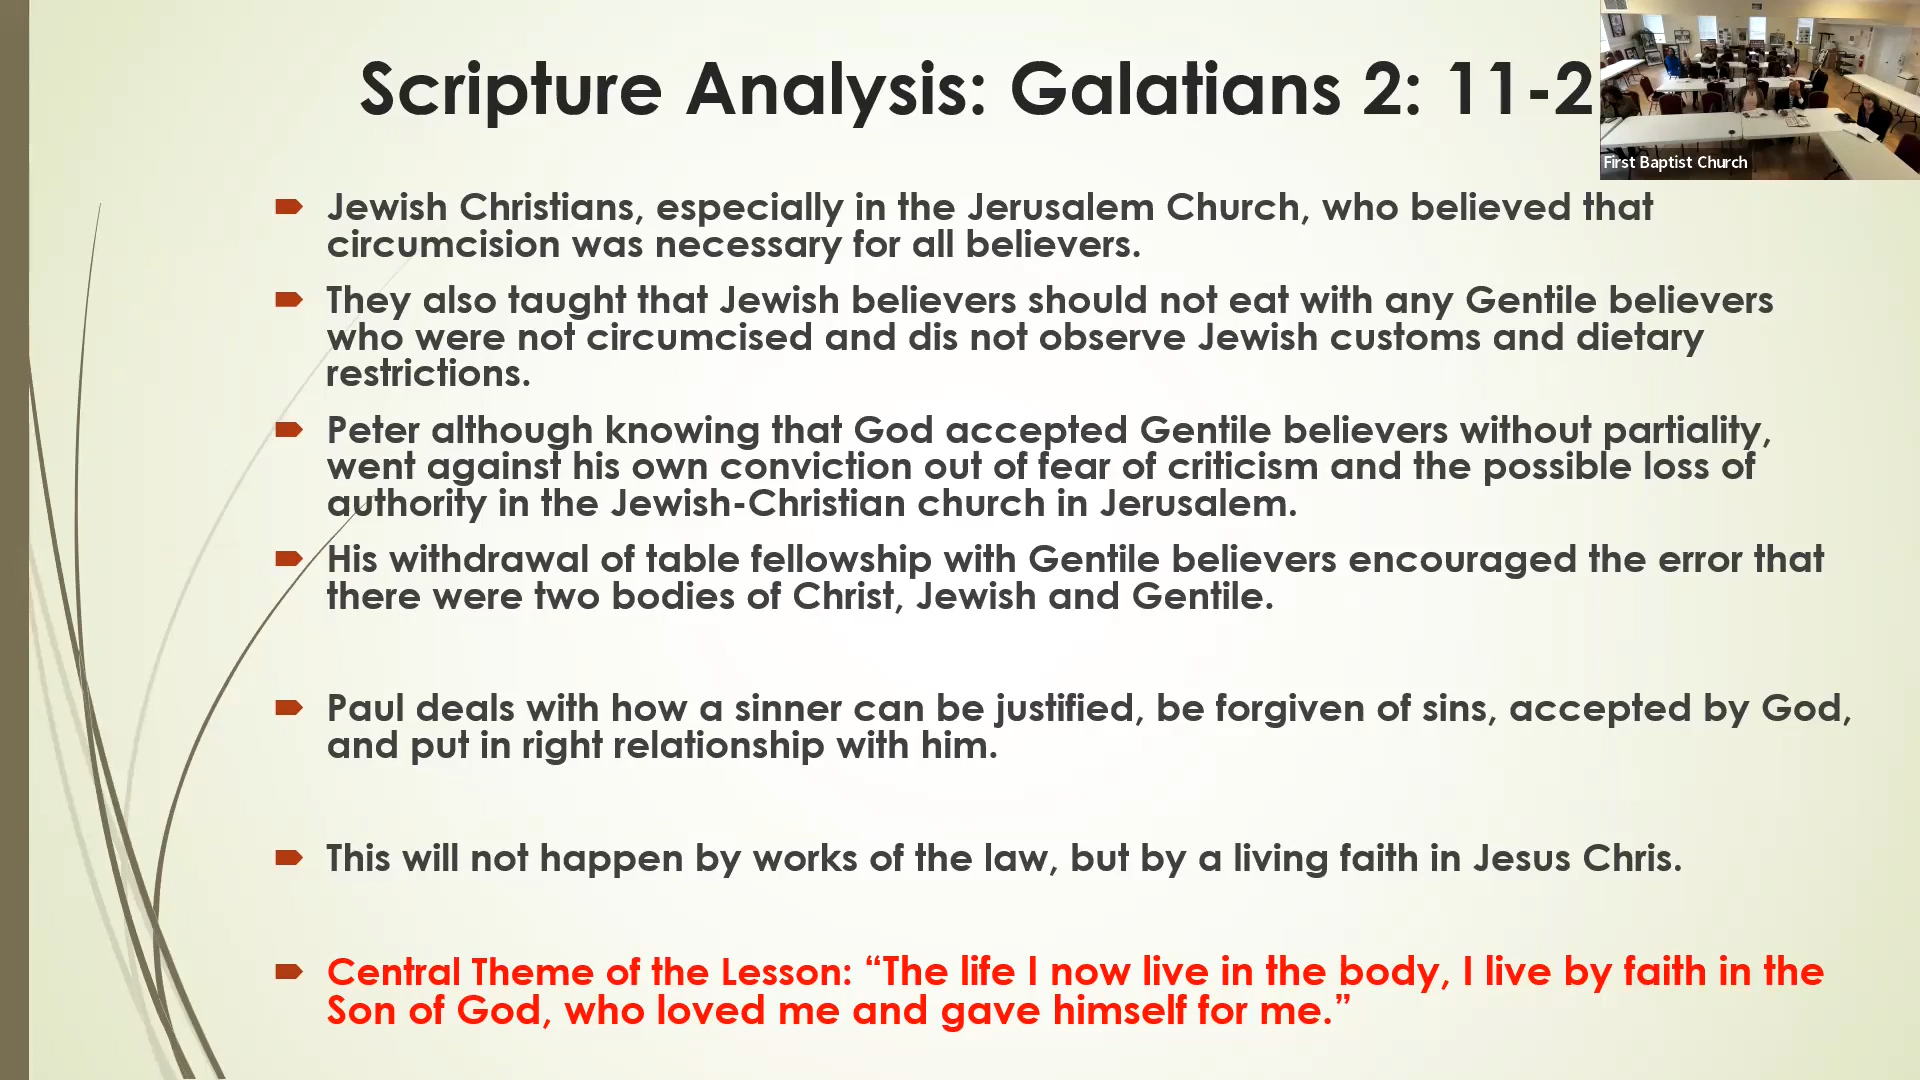 Scripture Analysis: Galatians 2: 11-2
First Baptist Church
Jewish Christians, especially in the Jerusalem Church, who believed that
circumcision was necessary for all believers.
They also taught that Jewish believers should not eat with any Gentile believers
who were not circumcised and dis not observe Jewish customs and dietary
restrictions.
Peter although knowing that God accepted Gentile believers without partiality,
went against his own conviction out of fear of criticism and the possible loss of
authority in the Jewish-Christian church in Jerusalem.
His withdrawal of table fellowship with Gentile believers encouraged the error that
there were two bodies of Christ, Jewish and Gentile.
Paul deals with how a sinner can be justified, be forgiven of sins, accepted by God,
and put in right relationship with him.
This will not happen by works of the law, but by a living faith in Jesus Chris.
Central Theme of the Lesson: “The life I now live in the body, I live by faith in the
Son of God, who loved me and gave himself for me.”